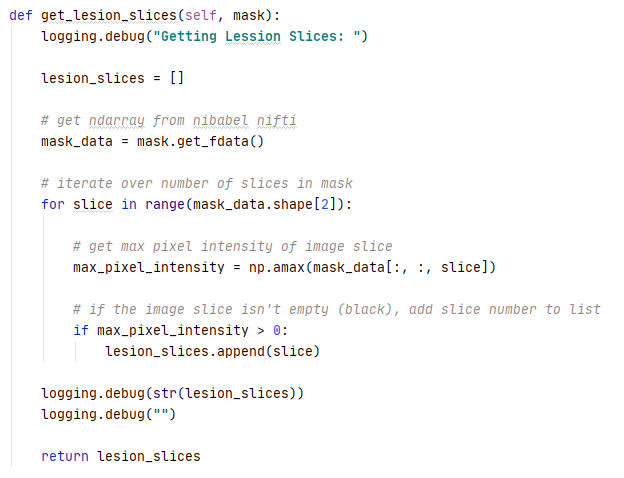 def get_lesion_slices(self, mask):
    logging.debug("Getting Lession Slices: ")
    lesion_slices = []
    # get ndarray from nibabel nifti
    mask_data = mask.get_fdata()
    # iterate over number of slices in mask
    for slice in range(mask_data.shape[2]):
        # get max pixel intensity of image slice
        max_pixel_intensity = np.amax(mask_data[:, :, slice])
        # if the image slice isn't empty (black), add slice number to list
        if max_pixel_intensity > 0:
            lesion_slices.append(slice)
    logging.debug(str(lesion_slices))
    logging.debug("")
    return lesion_slices